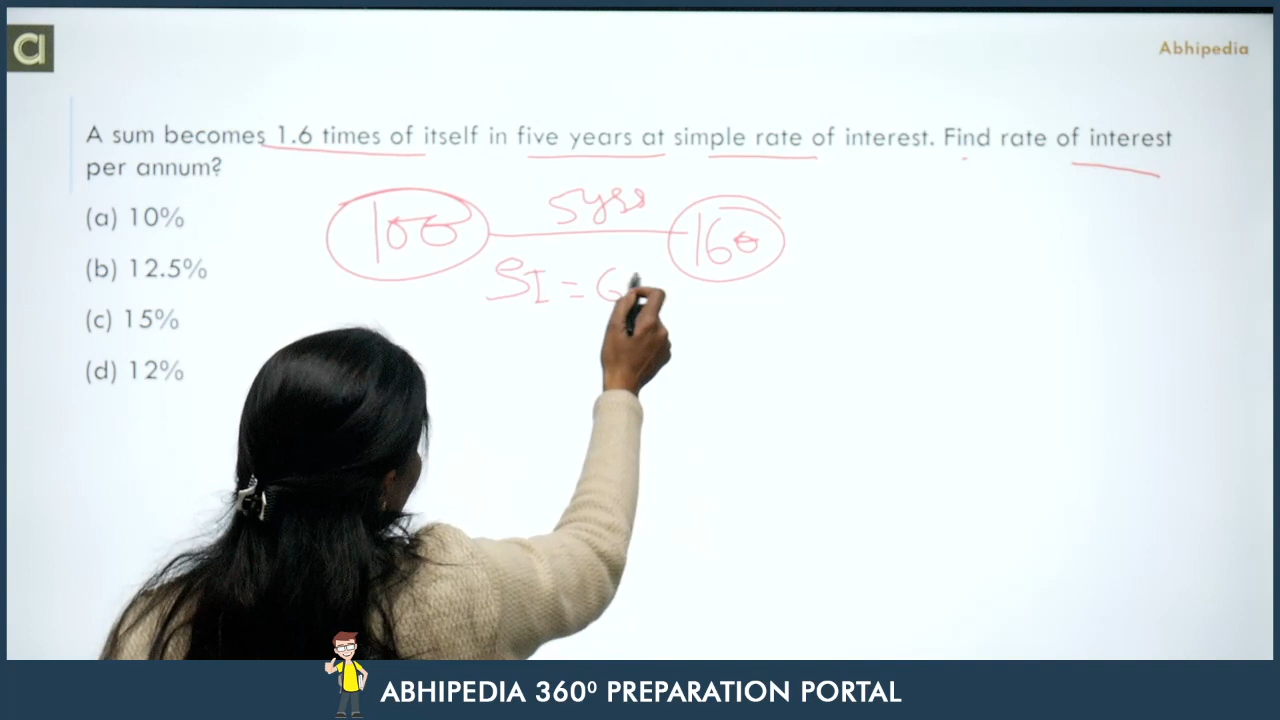 a
Abhipedia
A sum becomes 1.6 times of itself in five years at simple rate of interest. Find rate of interest
per annum?
(a) 10%
(b) 12.5%
(c) 15%
(d) 12%
100 5yrs 160
SI = 6
ABHIPEDIA 360⁰ PREPARATION PORTAL